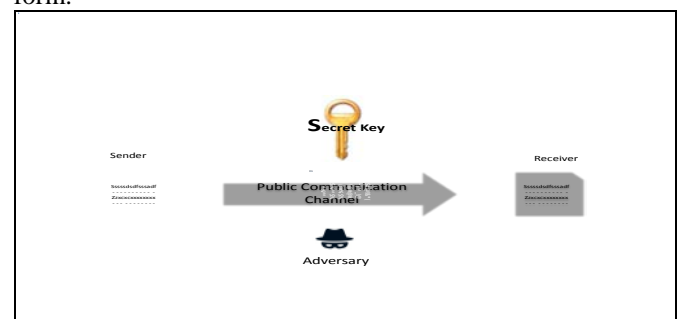 form.
Secret Key
Sender
Receiver
Public Communication
Channel
Adversary